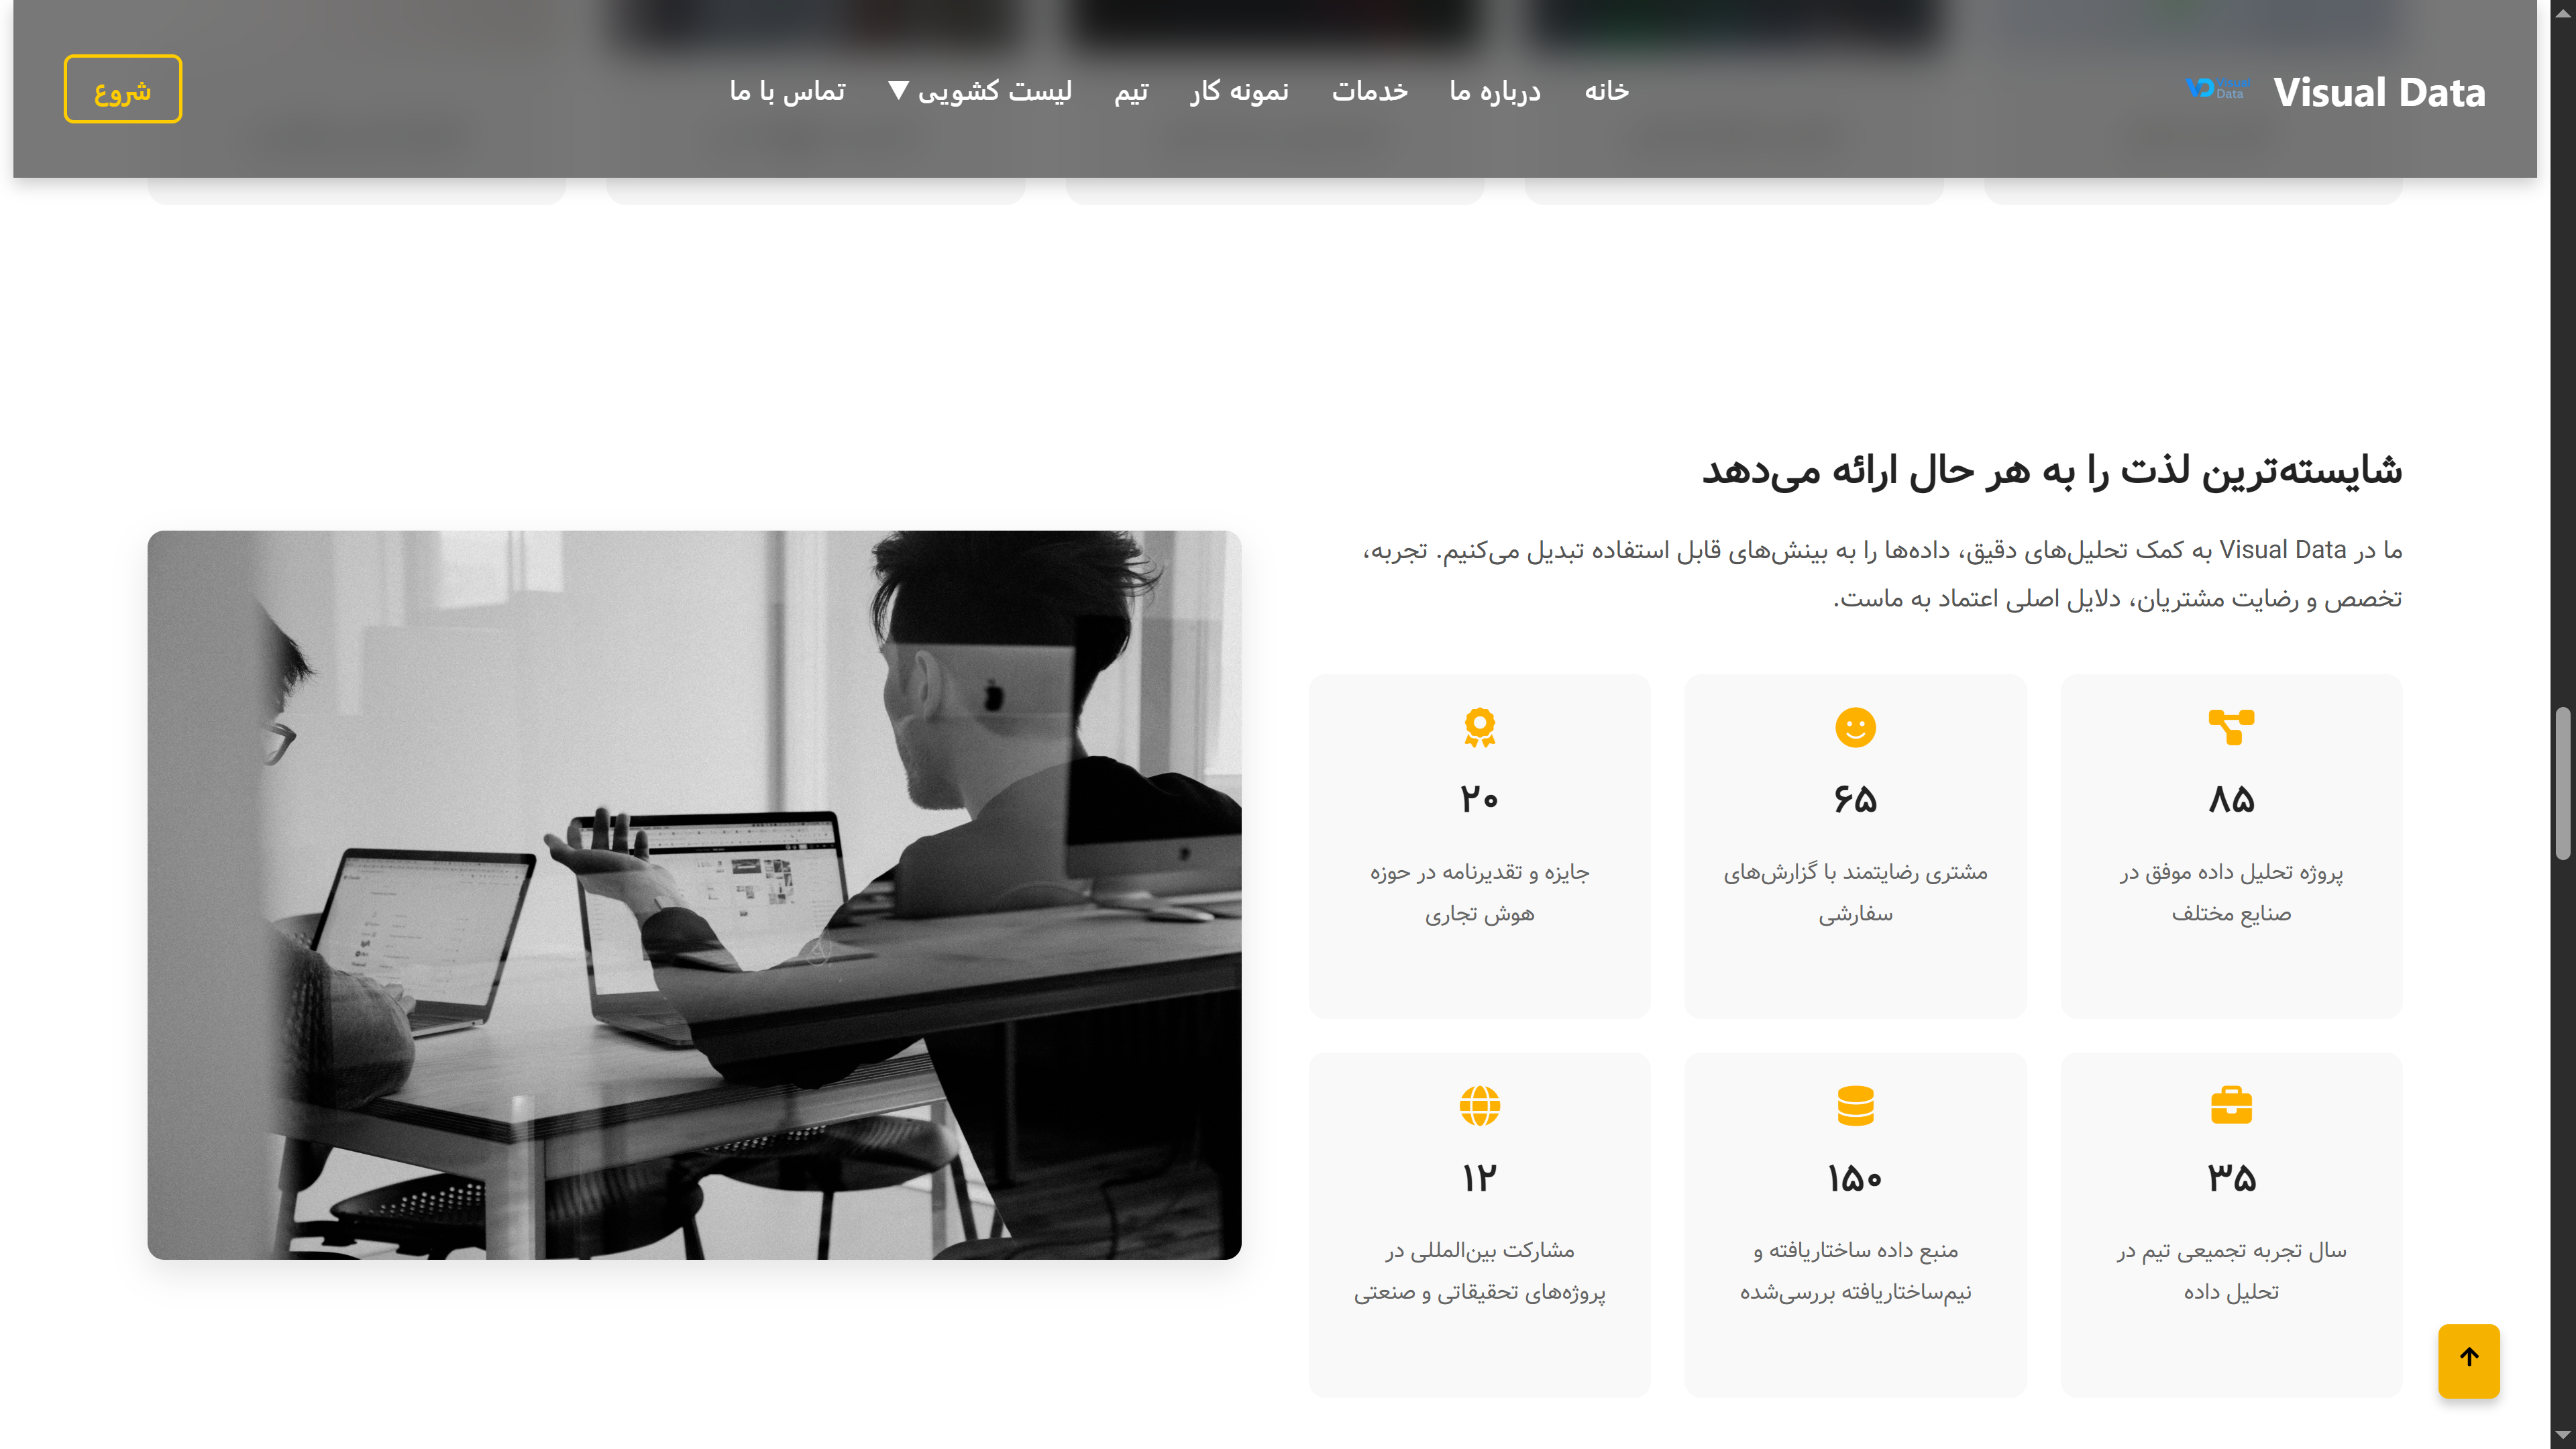 Visual Data
خانه
درباره ما
خدمات
نمونه کار
تیم
لیست کشویی ▼
تماس با ما
شروع
شایسته‌ترین لذت را به هر حال ارائه می‌دهد
ما در Visual Data به کمک تحلیل‌های دقیق، داده‌ها را به بینش‌های قابل استفاده تبدیل می‌کنیم. تجربه،
تخصص و رضایت مشتریان، دلایل اصلی اعتماد به ماست.
۸۵
پروژه تحلیل داده موفق در
صنایع مختلف
۶۵
مشتری رضایتمند با گزارش‌های
سفارشی
۲۰
جایزه و تقدیرنامه در حوزه
هوش تجاری
۳۵
سال تجربه تجمیعی تیم در
تحلیل داده
۱۵۰
منبع داده ساختاریافته و
نیم‌ساختاریافته بررسی‌شده
۱۲
مشارکت بین‌المللی در
پروژه‌های تحقیقاتی و صنعتی